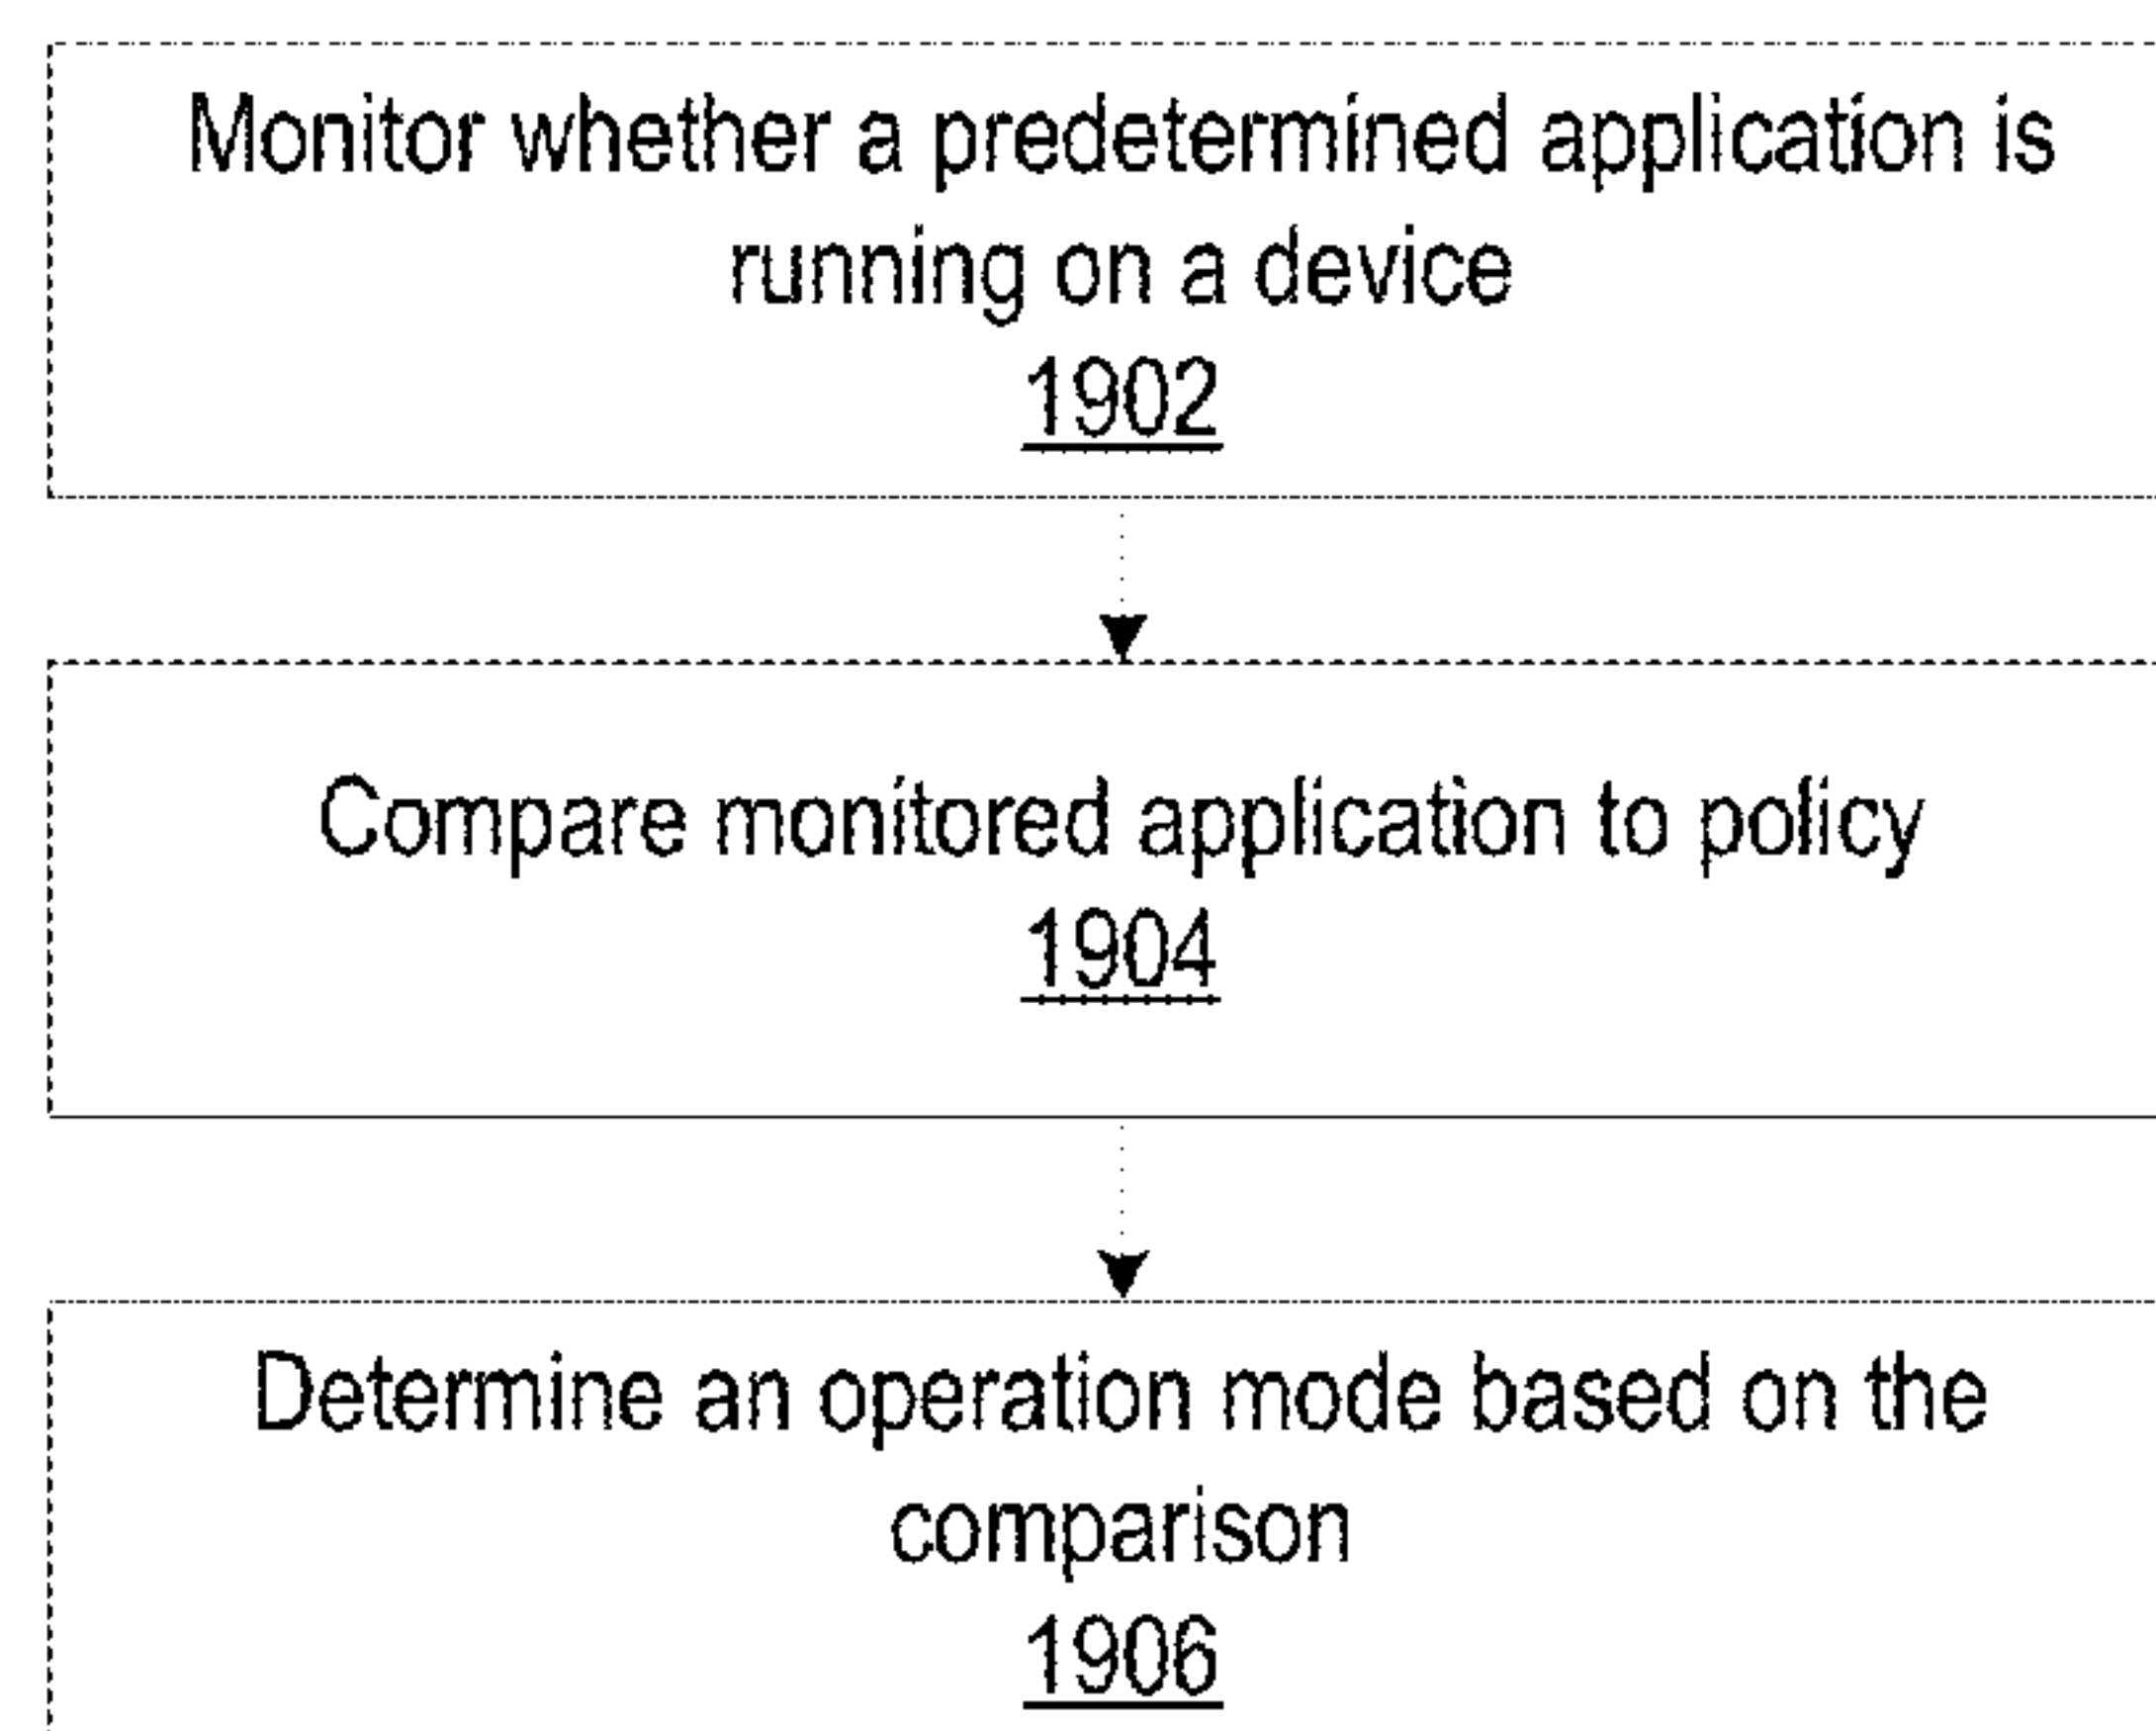 Monitor whether a predetermined application is
running on a device
1902
Compare monitored application to policy
1904
Determine an operation mode based on the
comparison
1906